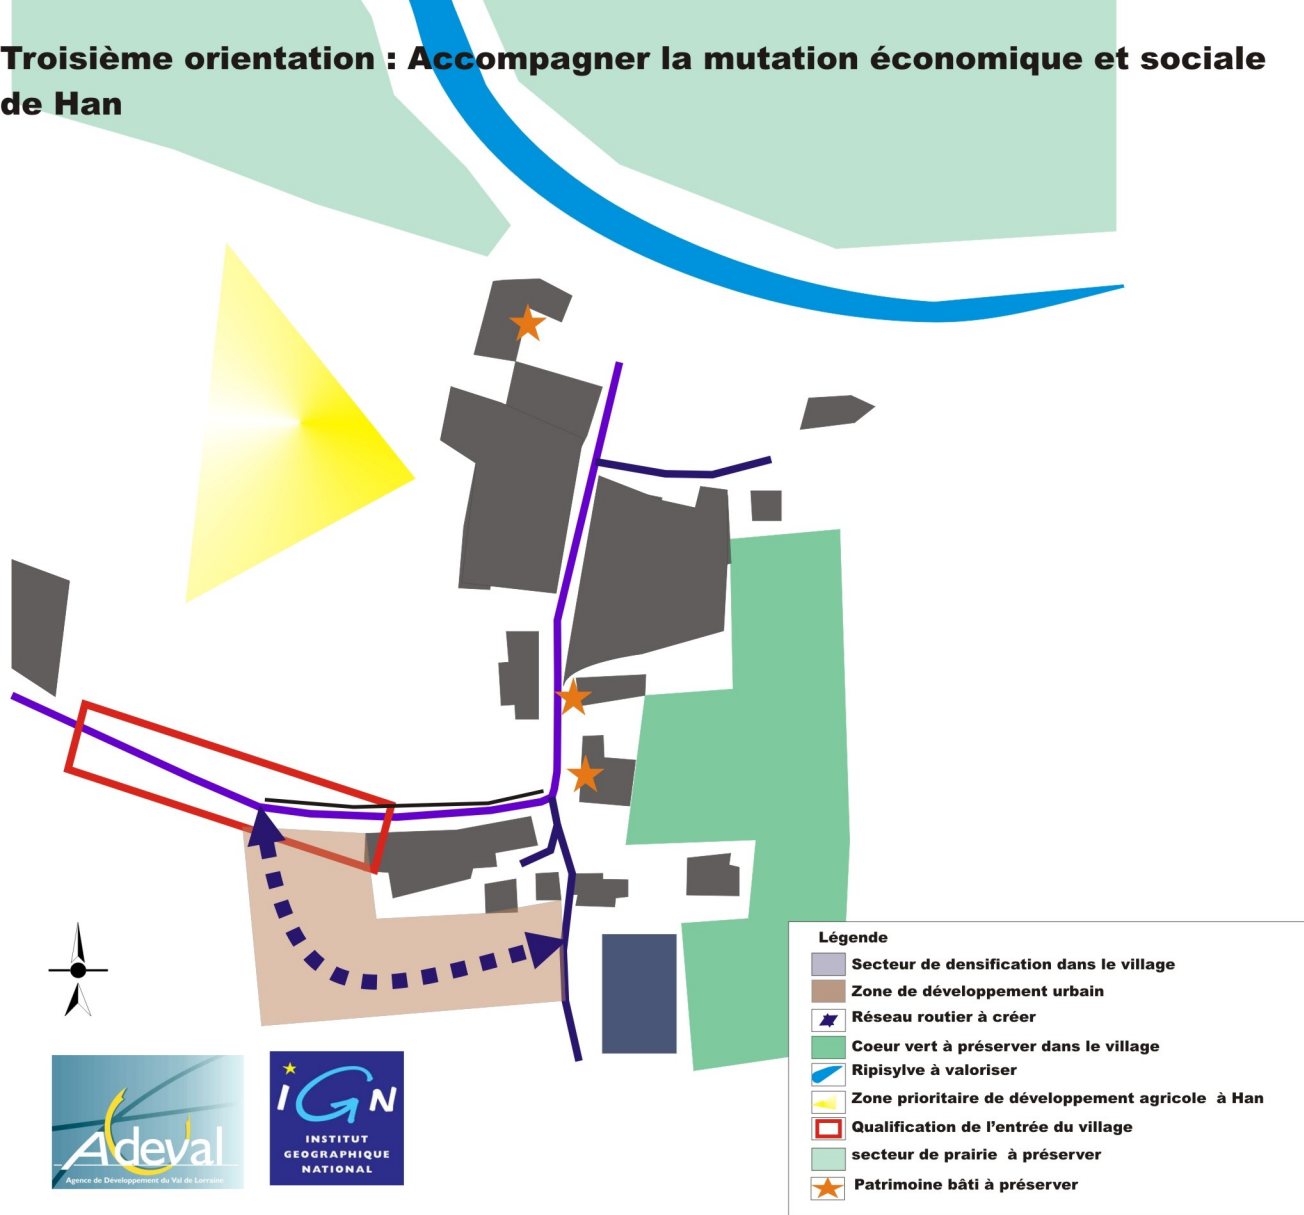 Troisième orientation : Accompagner la mutation économique et sociale
de Han
Légende
Secteur de densification dans le village
Zone de développement urbain
Réseau routier à créer
Coeur vert à préserver dans le village
Ripisylve à valoriser
Zone prioritaire de développement agricole à Han
Qualification de l'entrée du village
secteur de prairie à préserver
Patrimoine bâti à préserver
Adeval
Agence de Développement du Val de Lorraine
IGN
INSTITUT
GEOGRAPHIQUE
NATIONAL